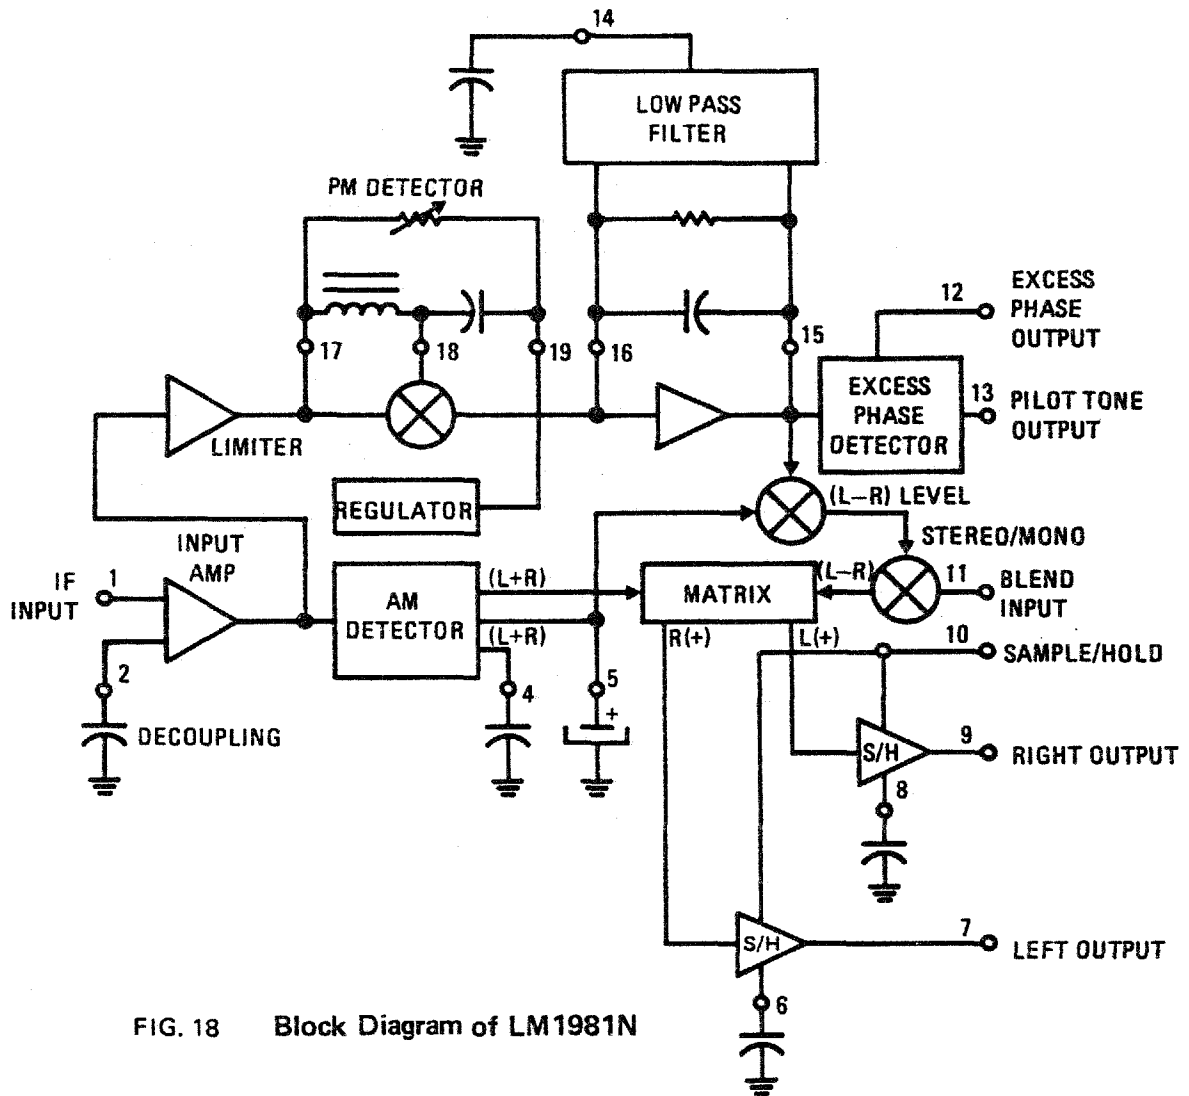 14
LOW PASS
FILTER
PM DETECTOR
12
EXCESS
PHASE
OUTPUT
17
18
19
16
15
EXCESS
PHASE
DETECTOR
13
PILOT TONE
OUTPUT
LIMITER
REGULATOR
(L–R) LEVEL
STEREO/MONO
INPUT
AMP
IF
INPUT
1
AM
DETECTOR
(L+R)
(L+R)
MATRIX
(L–R)
11
BLEND
INPUT
R(+)
L(+)
10
SAMPLE/HOLD
2
DECOUPLING
4
5
+
S/H
9
RIGHT OUTPUT
8
S/H
7
LEFT OUTPUT
6
FIG. 18 Block Diagram of LM1981N